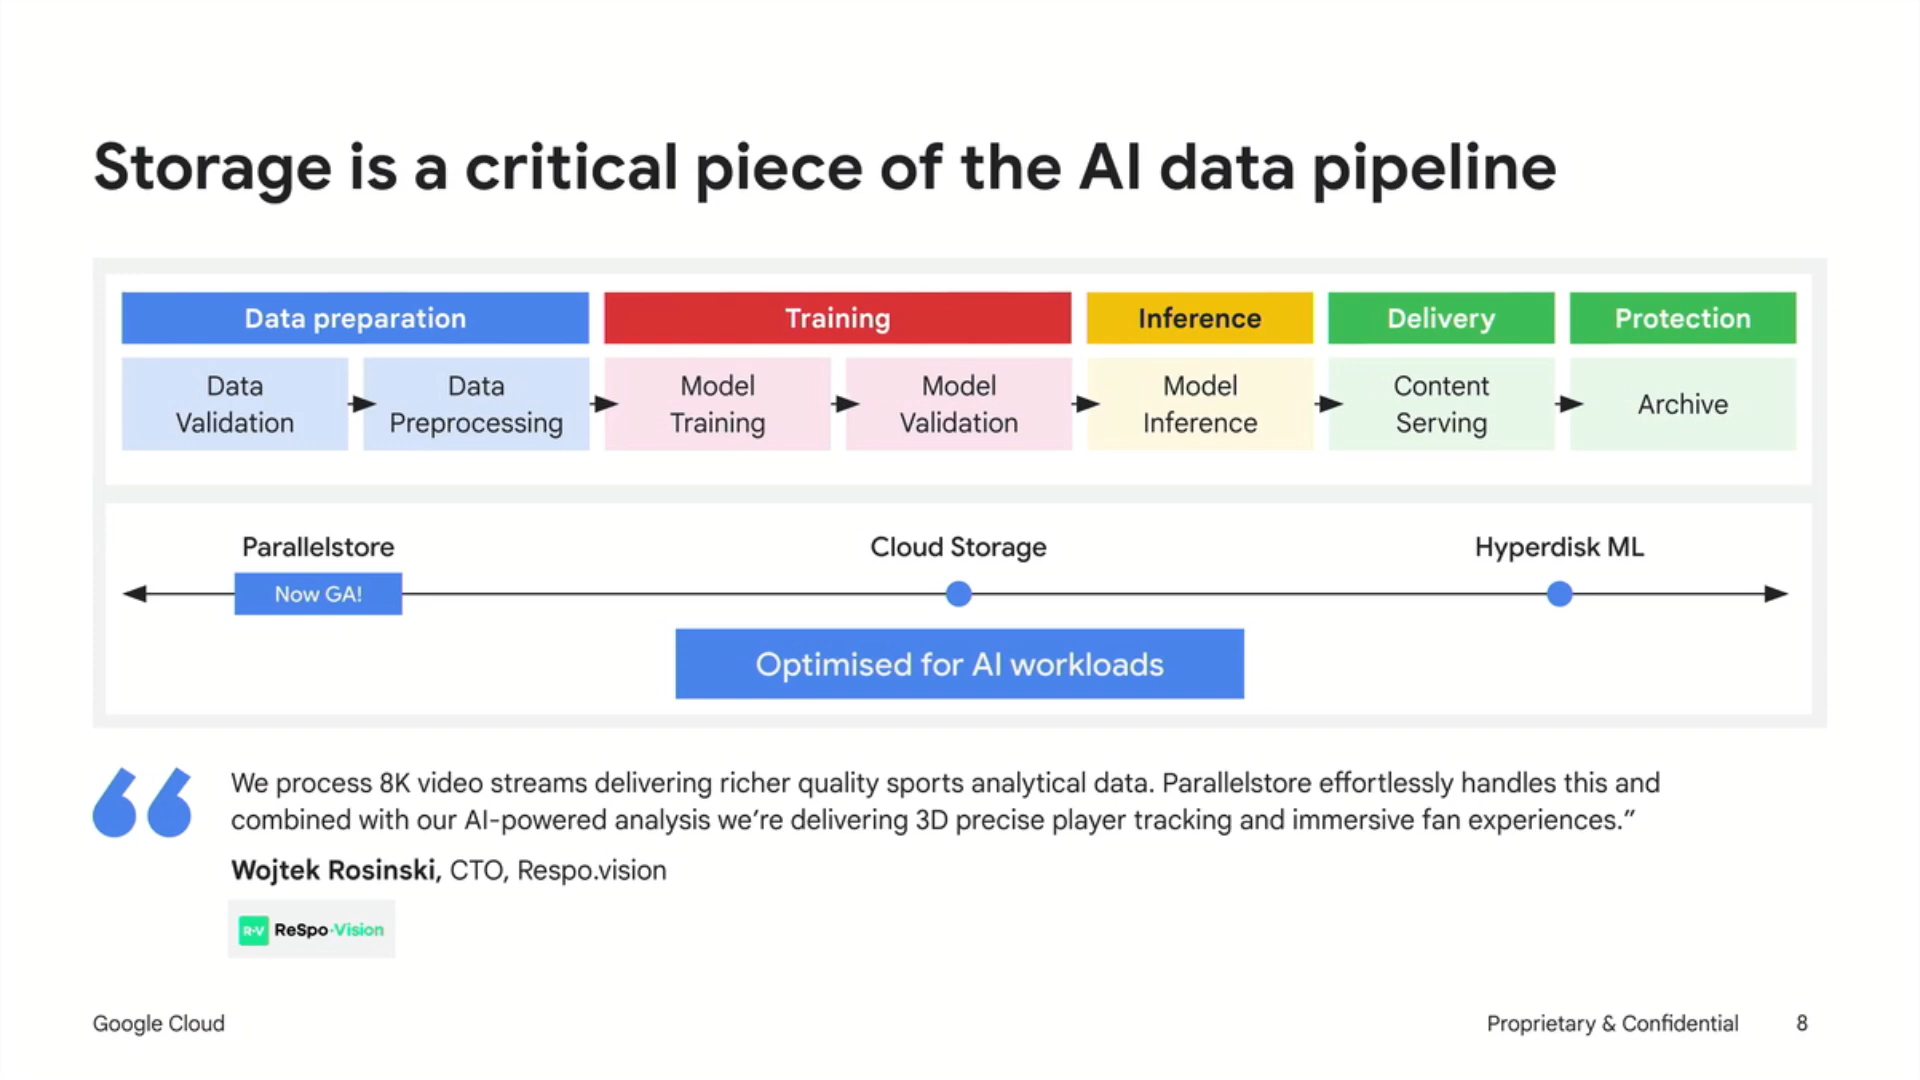 Storage is a critical piece of the AI data pipeline
Data preparation
Training
Inference
Delivery
Protection
Data
Validation
Data
Preprocessing
Model
Training
Model
Validation
Model
Inference
Content
Serving
Archive
Parallelstore
Cloud Storage
Hyperdisk ML
Now GA!
Optimised for AI workloads
“We process 8K video streams delivering richer quality sports analytical data. Parallelstore effortlessly handles this and
combined with our AI-powered analysis we’re delivering 3D precise player tracking and immersive fan experiences.”
Wojtek Rosinski, CTO, Respo.vision
R-V ReSpo·Vision
Google Cloud
Proprietary & Confidential
8